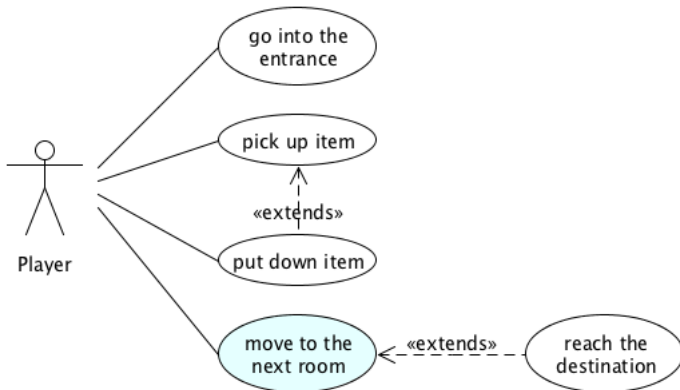 go into the
entrance
pick up item
«extends»
Player
put down item
move to the
next room
«extends»
reach the
destination